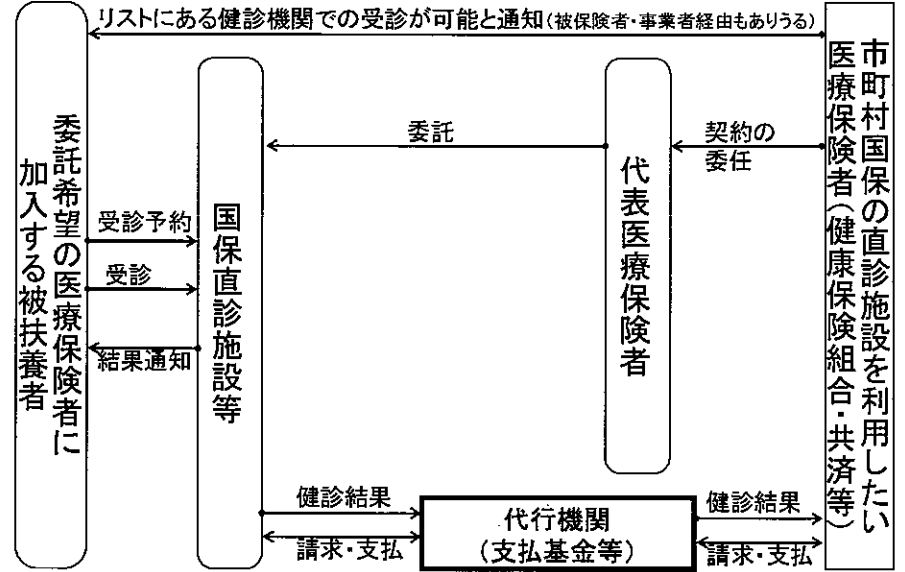 リストにある健診機関での受診が可能と通知(被保険者・事業者経由もありうる)
委託希望の医療保険者に
加入する被扶養者
受診予約
受診
結果通知
国保直診施設等
委託
代表医療保険者
契約の
委任
市町村国保の直診施設を利用したい
医療保険者(健康保険組合・共済等)
健診結果
請求・支払
代行機関
(支払基金等)
健診結果
請求・支払